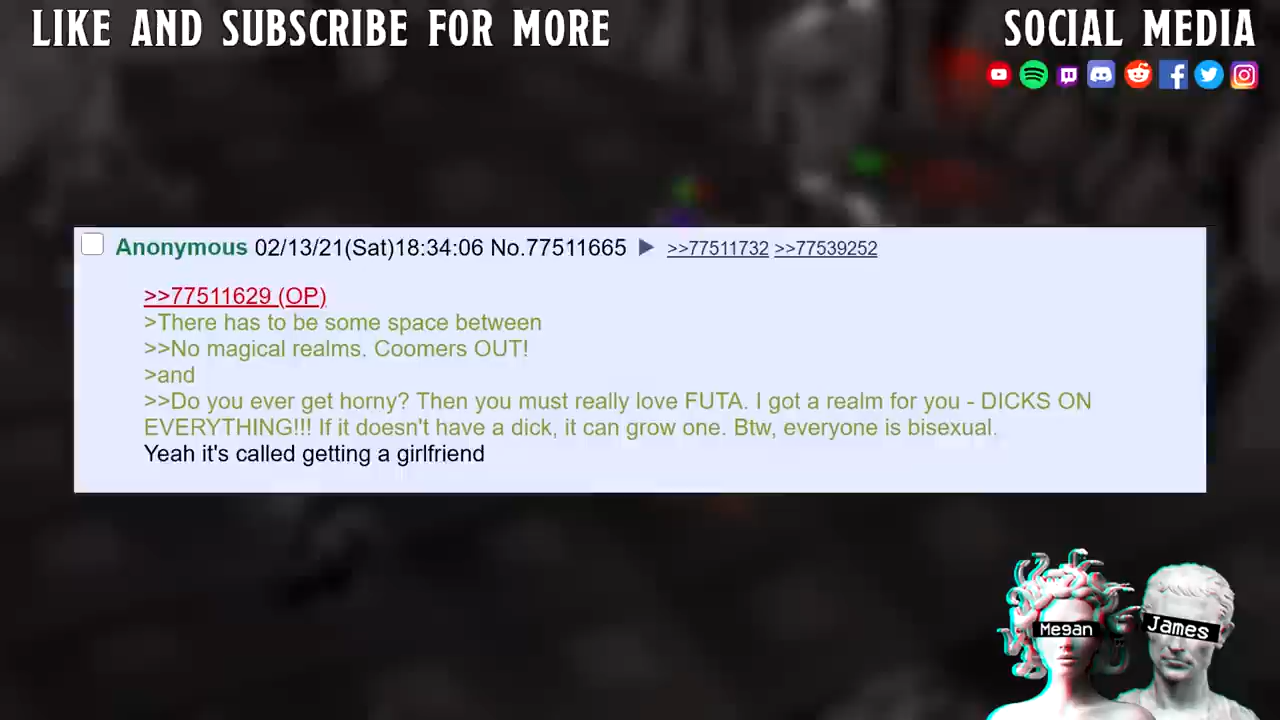 LIKE AND SUBSCRIBE FOR MORE
SOCIAL MEDIA
Anonymous 02/13/21(Sat)18:34:06 No.77511665 ▶ >>77511732 >>77539252
>>77511629 (OP)
>There has to be some space between
>>No magical realms. Coomers OUT!
>and
>>Do you ever get horny? Then you must really love FUTA. I got a realm for you - DICKS ON
EVERYTHING!!! If it doesn't have a dick, it can grow one. Btw, everyone is bisexual.
Yeah it's called getting a girlfriend
Megan
James